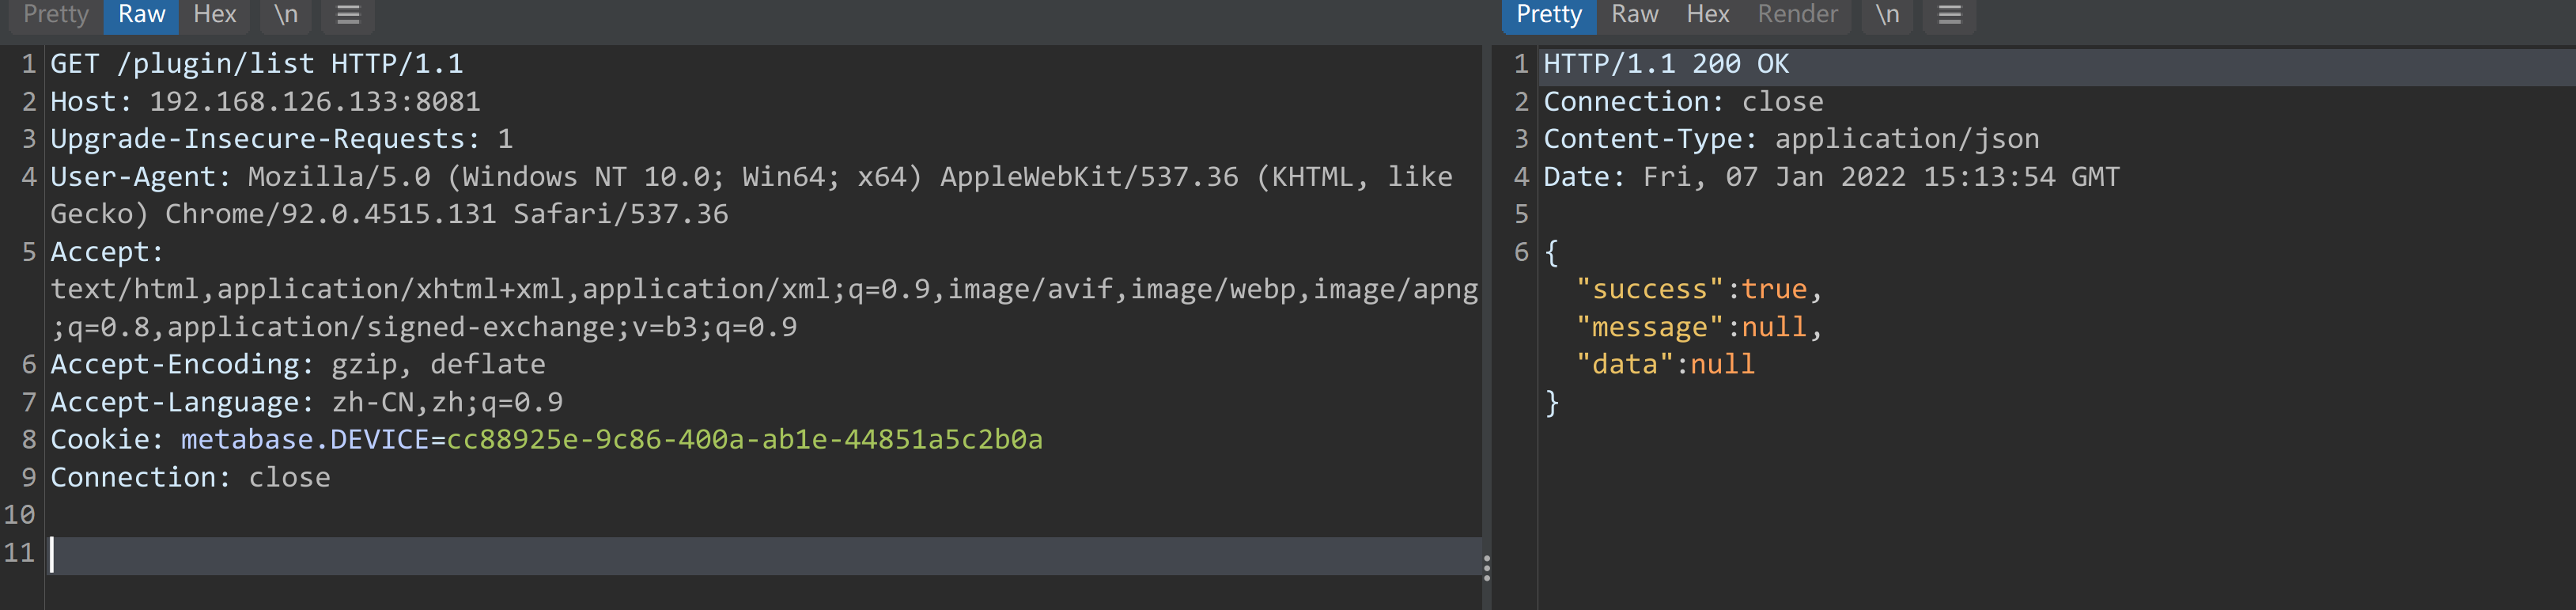 Pretty Raw Hex \n
1 GET /plugin/list HTTP/1.1
2 Host: 192.168.126.133:8081
3 Upgrade-Insecure-Requests: 1
4 User-Agent: Mozilla/5.0 (Windows NT 10.0; Win64; x64) AppleWebKit/537.36 (KHTML, like
Gecko) Chrome/92.0.4515.131 Safari/537.36
5 Accept:
text/html,application/xhtml+xml,application/xml;q=0.9,image/avif,image/webp,image/apng
;q=0.8,application/signed-exchange;v=b3;q=0.9
6 Accept-Encoding: gzip, deflate
7 Accept-Language: zh-CN,zh;q=0.9
8 Cookie: metabase.DEVICE=cc88925e-9c86-400a-ab1e-44851a5c2b0a
9 Connection: close
10
11
Pretty Raw Hex Render \n
1 HTTP/1.1 200 OK
2 Connection: close
3 Content-Type: application/json
4 Date: Fri, 07 Jan 2022 15:13:54 GMT
5
6 {
"success":true,
"message":null,
"data":null
}